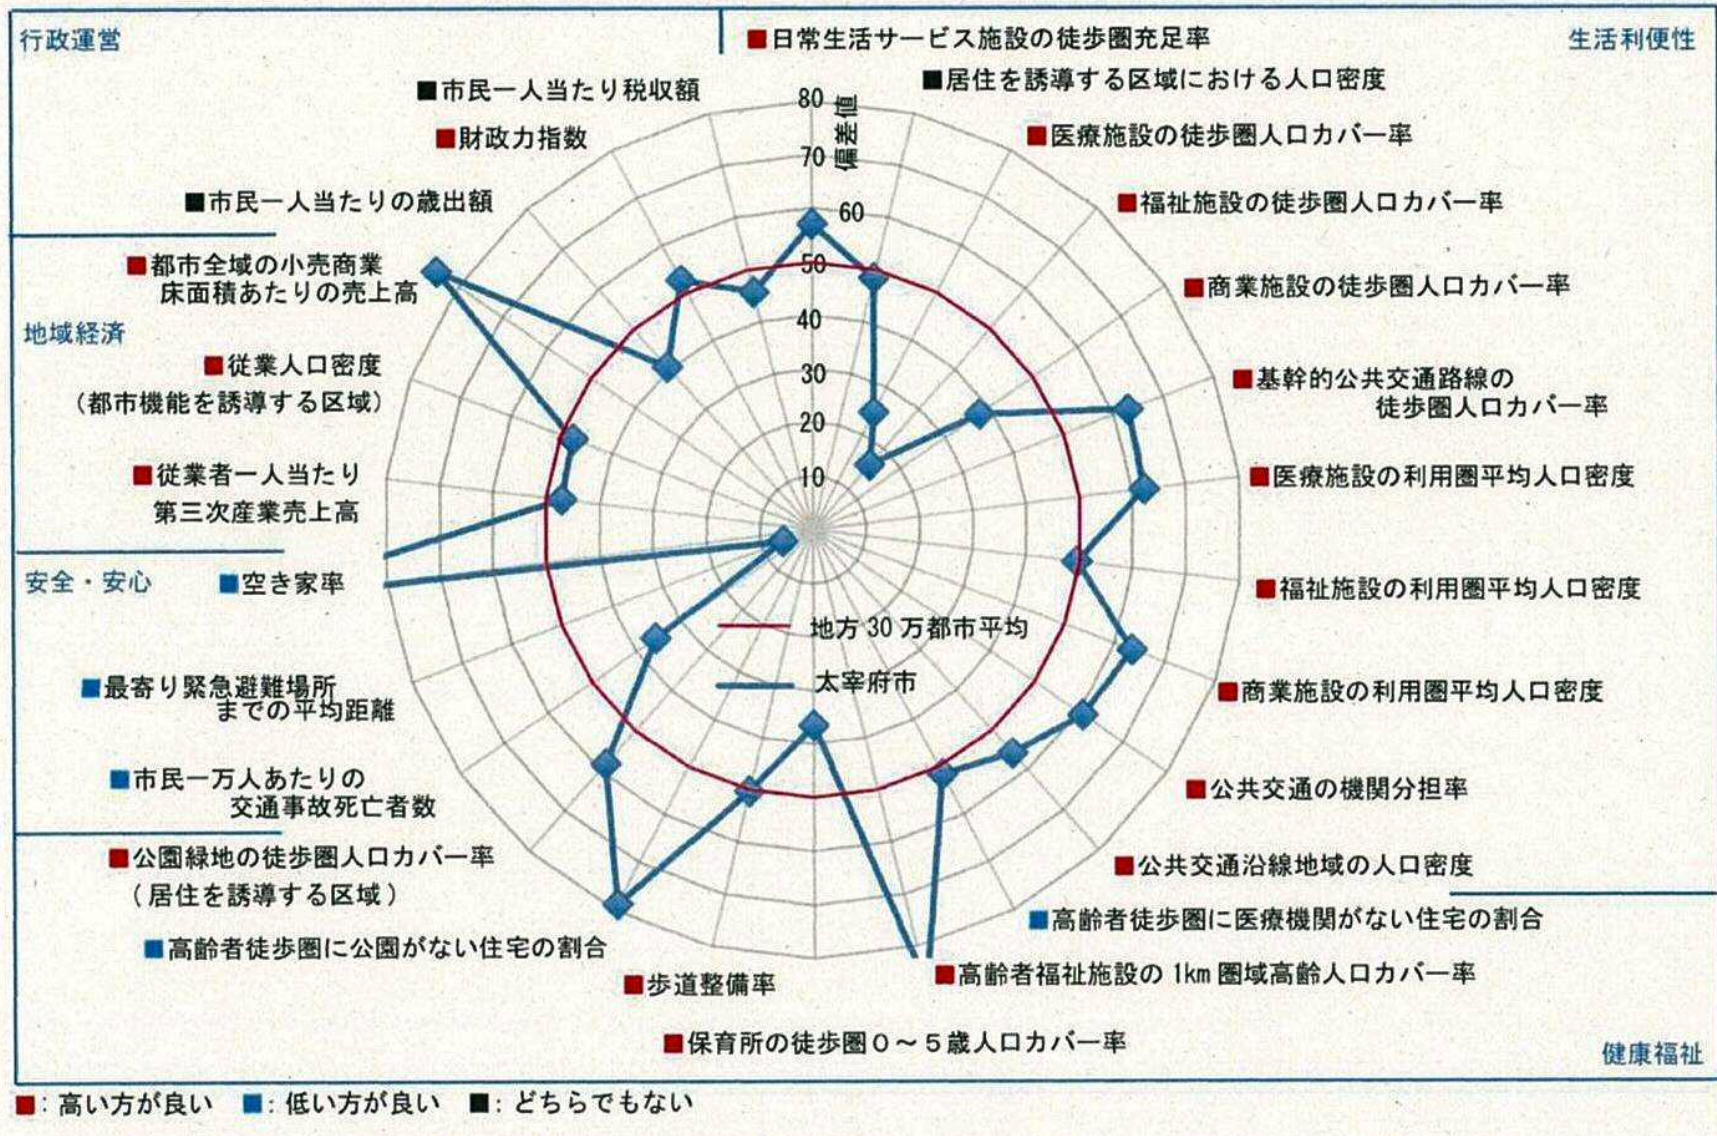 行政運営
生活利便性
■日常生活サービス施設の徒歩圏充足率
■居住を誘導する区域における人口密度
■医療施設の徒歩圏人口カバー率
■福祉施設の徒歩圏人口カバー率
■商業施設の徒歩圏人口カバー率
■基幹的公共交通路線の
徒歩圏人口カバー率
■医療施設の利用圏平均人口密度
■福祉施設の利用圏平均人口密度
■商業施設の利用圏平均人口密度
■公共交通の機関分担率
■公共交通沿線地域の人口密度
■高齢者徒歩圏に医療機関がない住宅の割合
■高齢者福祉施設の1km圏域高齢人口カバー率
■保育所の徒歩圏0～5歳人口カバー率
健康福祉
■歩道整備率
■高齢者徒歩圏に公園がない住宅の割合
■公園緑地の徒歩圏人口カバー率
(居住を誘導する区域)
■市民一万人あたりの
交通事故死亡者数
■最寄り緊急避難場所
までの平均距離
安全・安心
■空き家率
■従業者一人当たり
第三次産業売上高
■従業人口密度
(都市機能を誘導する区域)
地域経済
■都市全域の小売商業
床面積あたりの売上高
■市民一人当たりの歳出額
■財政力指数
■市民一人当たり税収額
偏差値
80
70
60
50
40
30
20
10
地方30万都市平均
太宰府市
■：高い方が良い ■：低い方が良い ■：どちらでもない